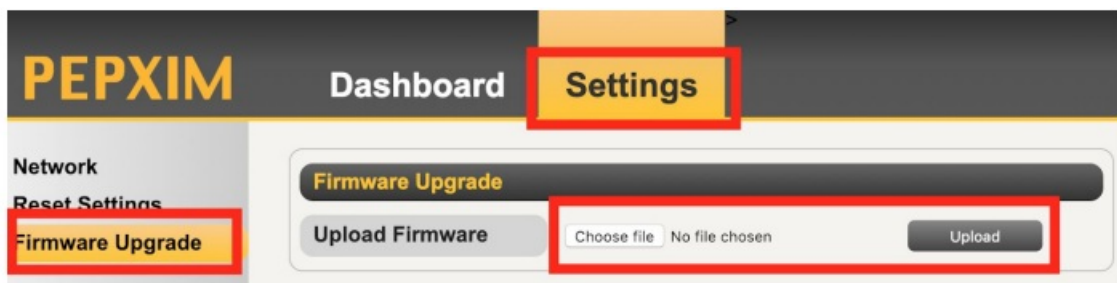 >
PEPXIM Dashboard Settings
Network
Reset Settings
Firmware Upgrade
Firmware Upgrade
Upload Firmware Choose file No file chosen Upload